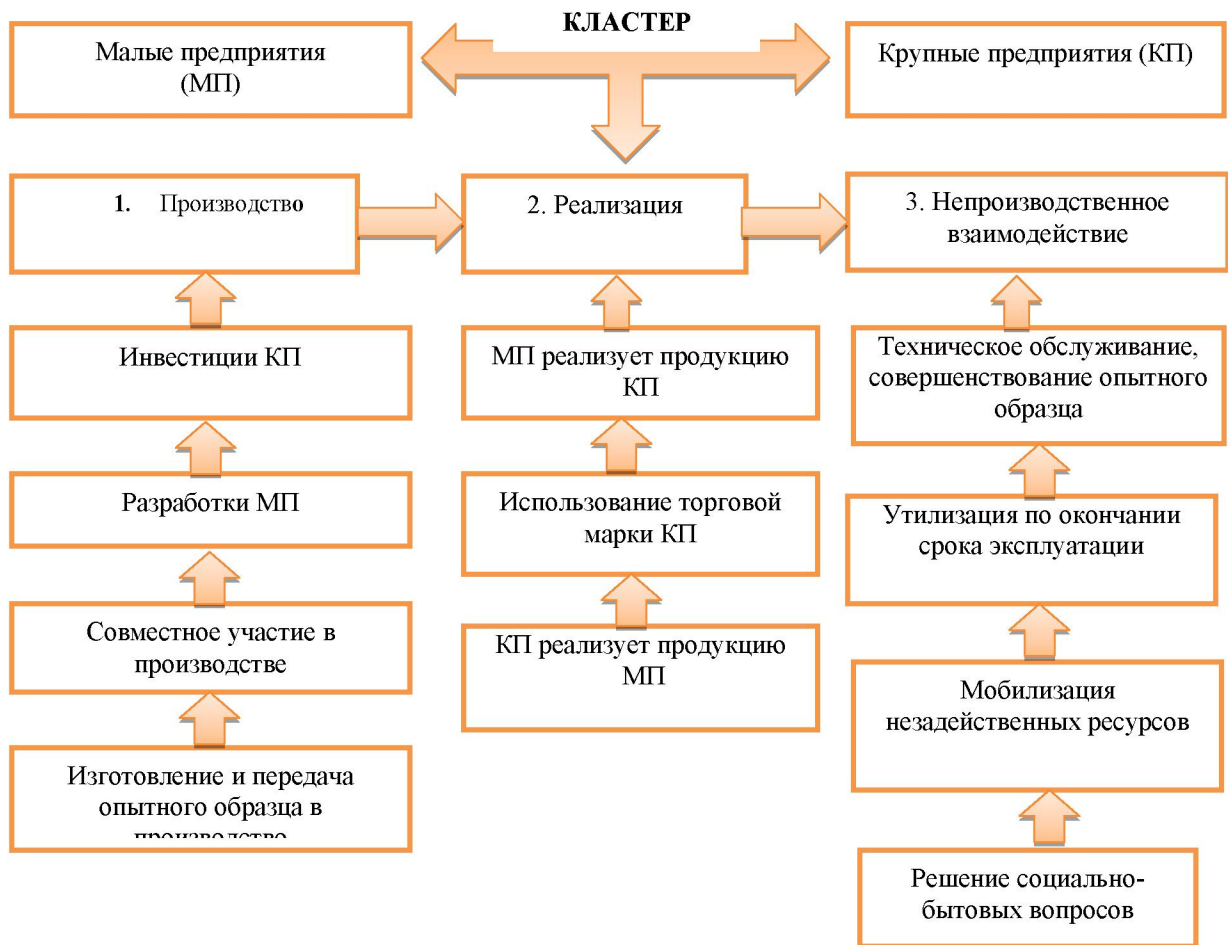 КЛАСТЕР
Малые предприятия
(МП)
Крупные предприятия (КП)
1. Производство
2. Реализация
3. Непроизводственное
взаимодействие
Инвестиции КП
МП реализует продукцию
КП
Техническое обслуживание,
совершенствование опытного
образца
Разработки МП
Использование торговой
марки КП
Утилизация по окончании
срока эксплуатации
Совместное участие в
производстве
КП реализует продукцию
МП
Мобилизация
незадейственных ресурсов
Изготовление и передача
опытного образца в
производство
Решение социально-
бытовых вопросов